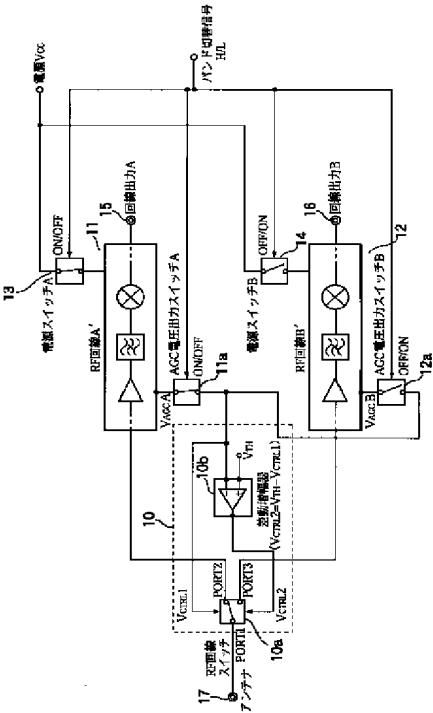 電源Vcc
バンド切替信号
H/L
13
電源スイッチA
ON/OFF
11
15
回線出力A
RF回線A'
VAGC A
AGC電圧出力スイッチA
ON/OFF
11a
電源スイッチB
OFF/ON
14
16
回線出力B
RF回線B'
12
VAGC B
AGC電圧出力スイッチB
OFF/ON
12a
10
10b
VTH
差動増幅器
(VCTRL2=VTH−VCTRL1)
VCTRL1
PORT2
PORT3
VCTRL2
RF回線
スイッチ
PORT1
10a
17
アンテナ